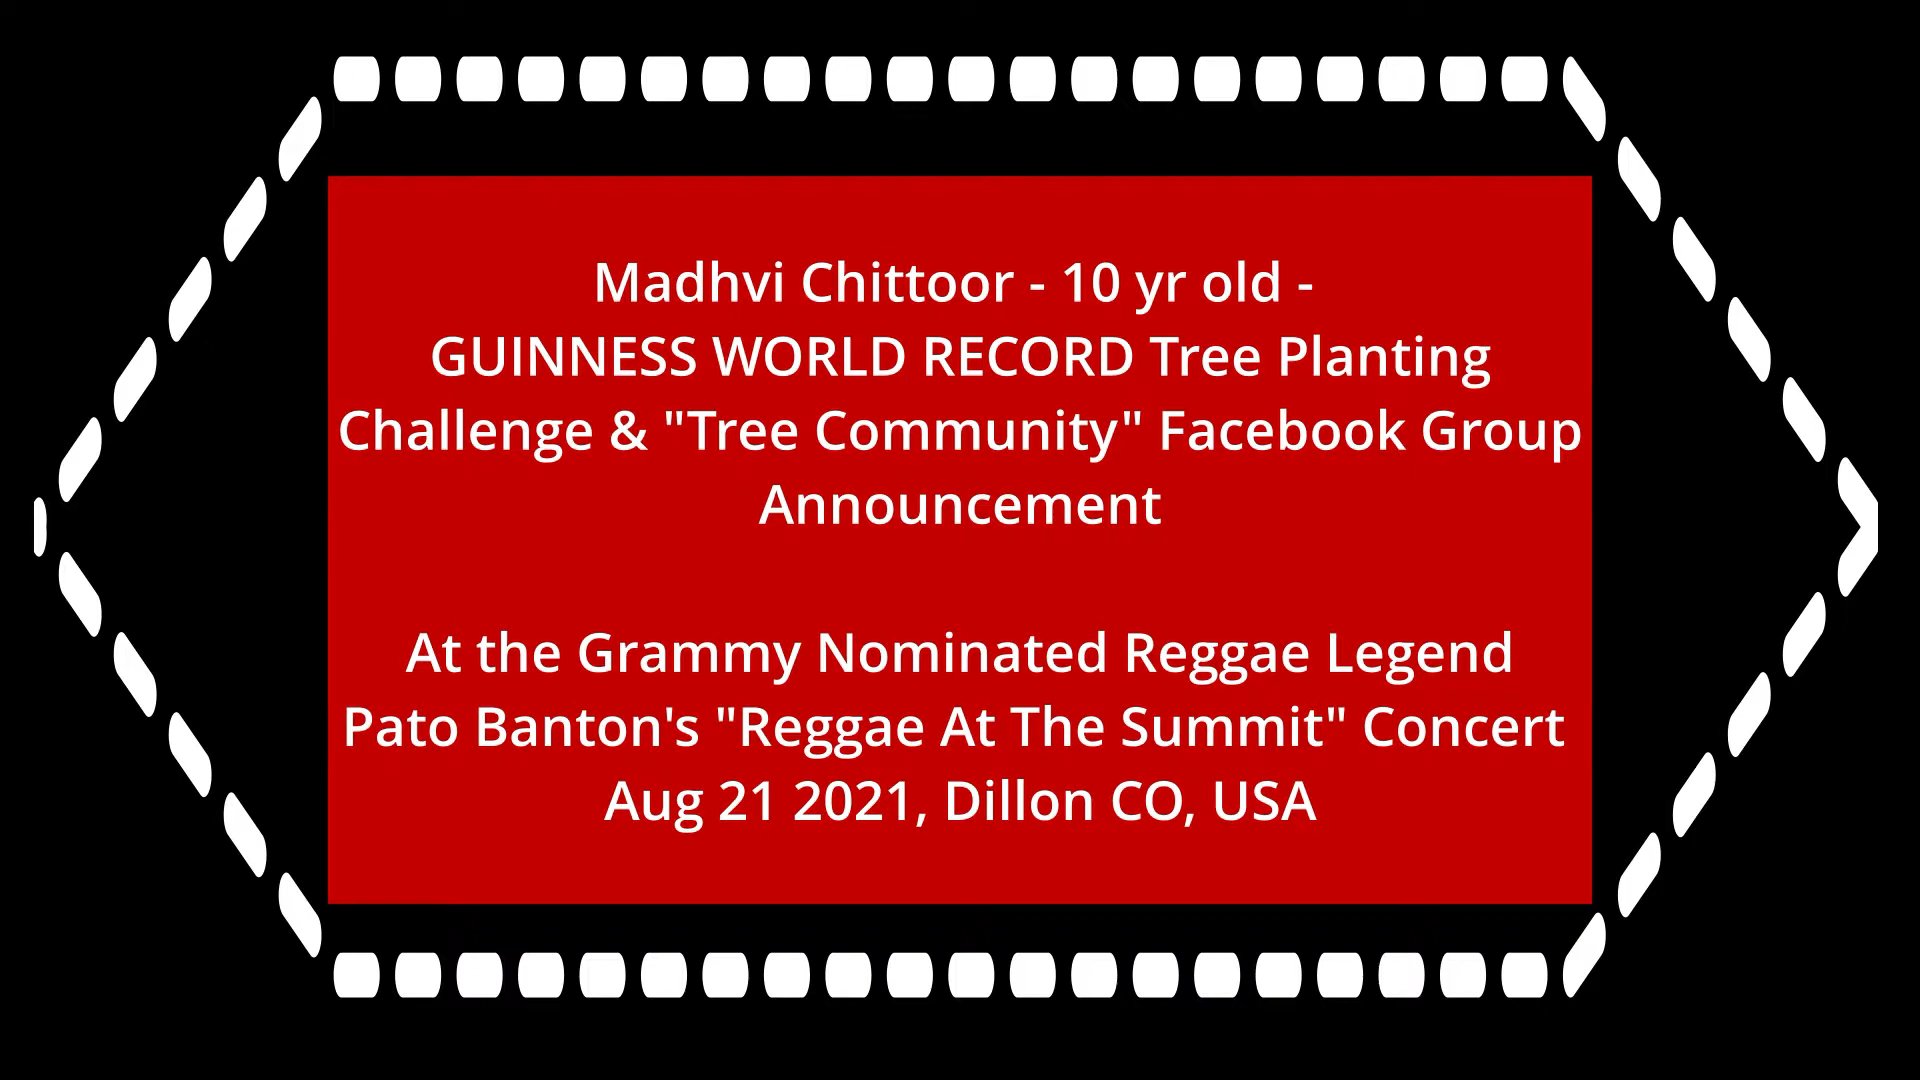 Madhvi Chittoor - 10 yr old -
GUINNESS WORLD RECORD Tree Planting
Challenge & "Tree Community" Facebook Group
Announcement
At the Grammy Nominated Reggae Legend
Pato Banton's "Reggae At The Summit" Concert
Aug 21 2021, Dillon CO, USA